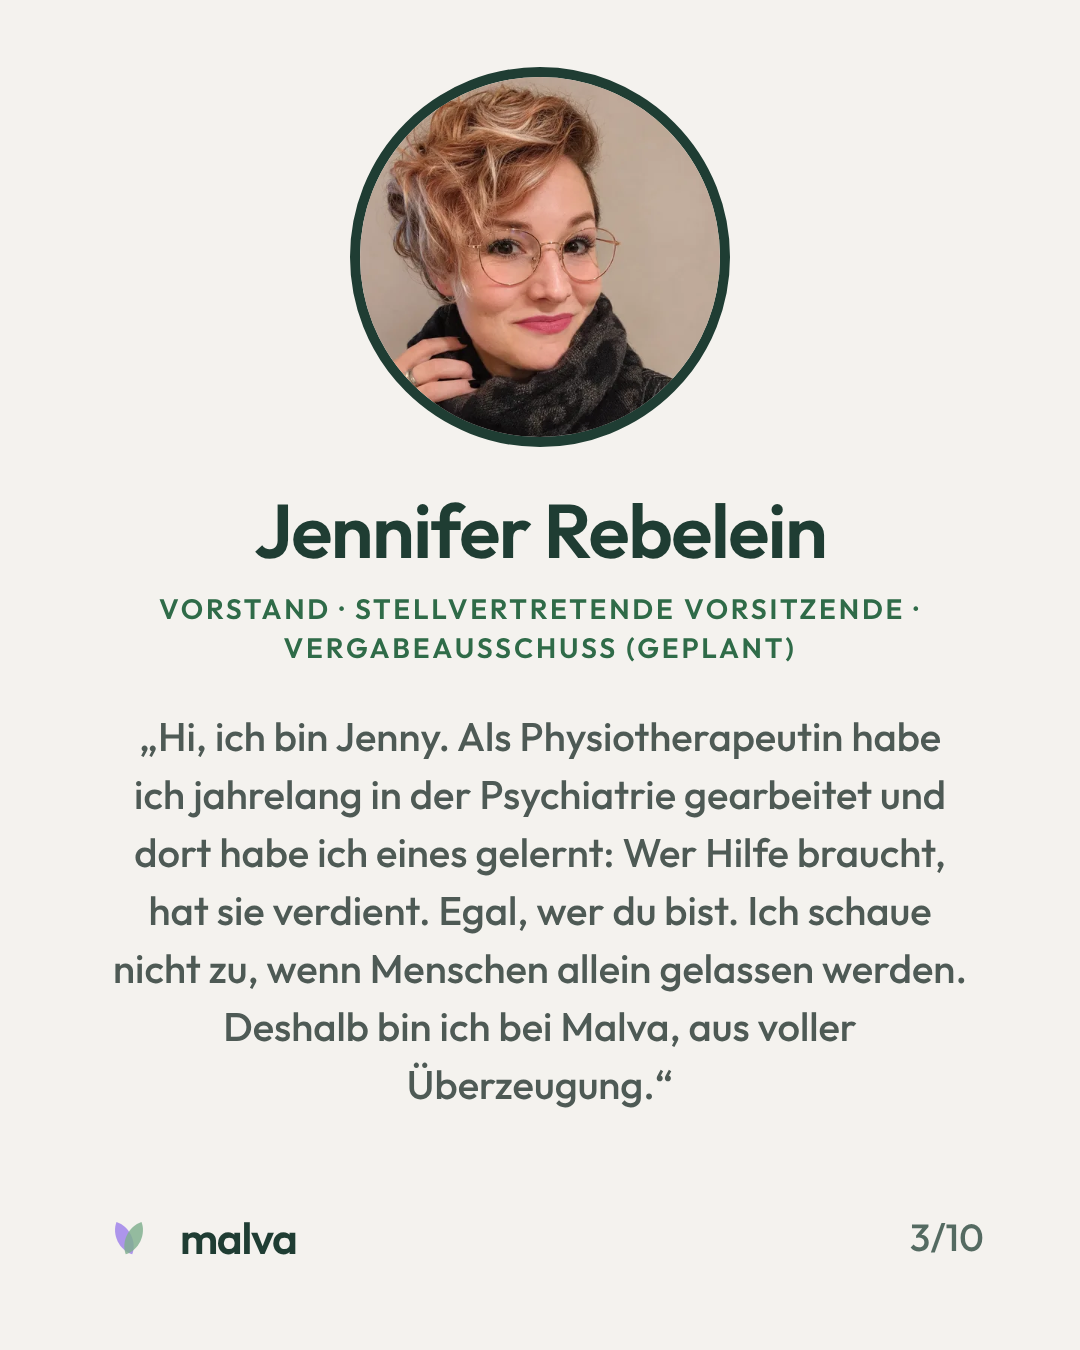 Jennifer Rebelein
VORSTAND · STELLVERTRETENDE VORSITZENDE ·
VERGABEAUSSCHUSS (GEPLANT)
„Hi, ich bin Jenny. Als Physiotherapeutin habe
ich jahrelang in der Psychiatrie gearbeitet und
dort habe ich eines gelernt: Wer Hilfe braucht,
hat sie verdient. Egal, wer du bist. Ich schaue
nicht zu, wenn Menschen allein gelassen werden.
Deshalb bin ich bei Malva, aus voller
Überzeugung.“
malva
3/10